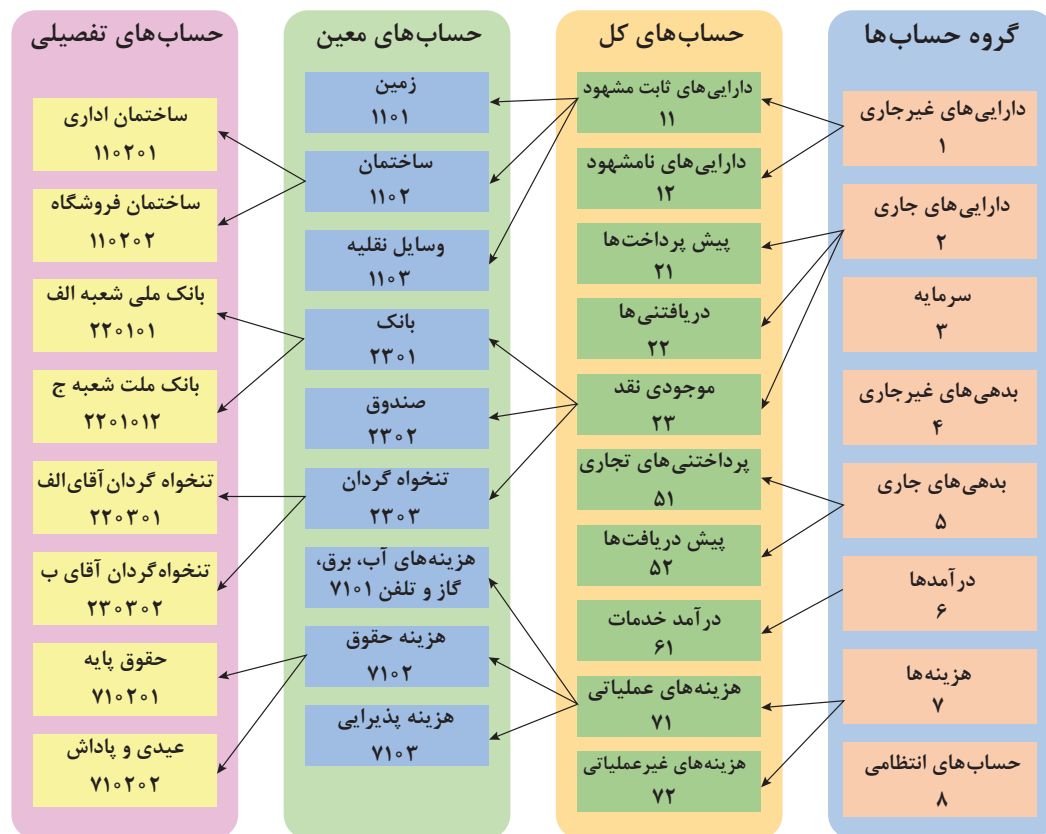 گروه حساب‌ها
دارایی‌های غیرجاری
۱
دارایی‌های جاری
۲
سرمایه
۳
بدهی‌های غیرجاری
۴
بدهی‌های جاری
۵
درآمدها
۶
هزینه‌ها
۷
حساب‌های انتظامی
۸
حساب‌های کل
دارایی‌های ثابت مشهود
۱۱
دارایی‌های نامشهود
۱۲
پیش پرداخت‌ها
۲۱
دریافتنی‌ها
۲۲
موجودی نقد
۲۳
پرداختنی‌های تجاری
۵۱
پیش دریافت‌ها
۵۲
درآمد خدمات
۶۱
هزینه‌های عملیاتی
۷۱
هزینه‌های غیرعملیاتی
۷۲
حساب‌های معین
زمین
۱۱۰۱
ساختمان
۱۱۰۲
وسایل نقلیه
۱۱۰۳
بانک
۲۳۰۱
صندوق
۲۳۰۲
تنخواه گردان
۲۳۰۳
هزینه‌های آب، برق،
گاز و تلفن ۷۱۰۱
هزینه حقوق
۷۱۰۲
هزینه پذیرایی
۷۱۰۳
حساب‌های تفصیلی
ساختمان اداری
۱۱۰۲۰۱
ساختمان فروشگاه
۱۱۰۲۰۲
بانک ملی شعبه الف
۲۲۰۱۰۱
بانک ملت شعبه ج
۲۲۰۱۰۱۲
تنخواه گردان آقای الف
۲۲۰۳۰۱
تنخواه گردان آقای ب
۲۳۰۳۰۲
حقوق پایه
۷۱۰۲۰۱
عیدی و پاداش
۷۱۰۲۰۲